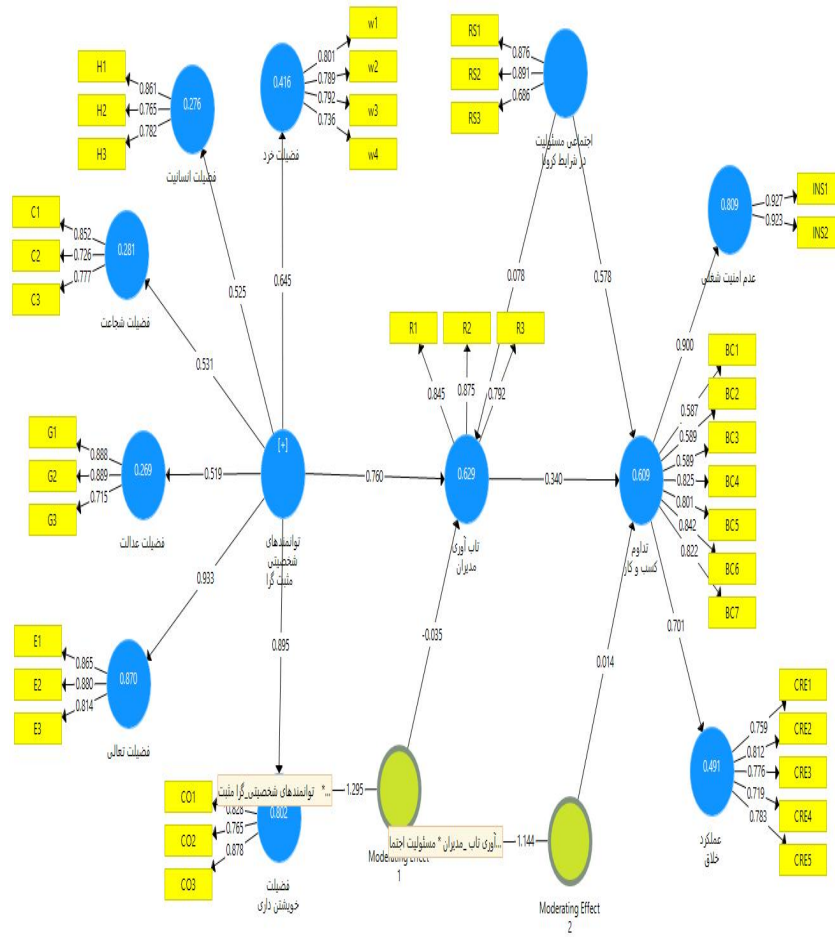 w1
0.801
w2
0.789
w3
0.792
w4
0.736
0.416
فضیلت خرد
H1
0.861
H2
0.765
H3
0.782
0.276
فضیلت انسانیت
RS1
0.876
RS2
0.891
RS3
0.686
اجتماعی مسئولیت
در شرایط کرونا
C1
0.852
C2
0.726
C3
0.777
0.281
فضیلت شجاعت
INS1
0.927
INS2
0.923
0.809
عدم امنیت شغلی
0.645
0.525
0.531
0.078
0.578
R1
R2
R3
0.845
0.875
0.792
0.900
BC1
BC2
BC3
BC4
BC5
BC6
BC7
0.587
0.589
0.589
0.825
0.801
0.842
0.822
G1
0.888
G2
0.889
G3
0.715
0.269
فضیلت عدالت
0.519
[+]
توانمندهای
شخصیتی
مثبت گرا
0.760
0.629
تاب آوری
مدیران
0.340
0.609
تداوم
کسب و کار
0.933
0.895
-0.035
0.014
0.701
E1
0.865
E2
0.880
E3
0.814
0.870
فضیلت تعالی
CRE1
0.759
CRE2
0.812
CRE3
0.776
CRE4
0.719
CRE5
0.783
0.491
عملکرد
خلاق
CO1
0.828
CO2
0.765
CO3
0.878
0.802
فضیلت
خویشتن داری
توانمندهای شخصیتی_گرا مثبت * ...
1.295
1
آوری تاب _مدیران * مسئولیت اجتما...
1.144
Moderating Effect
2